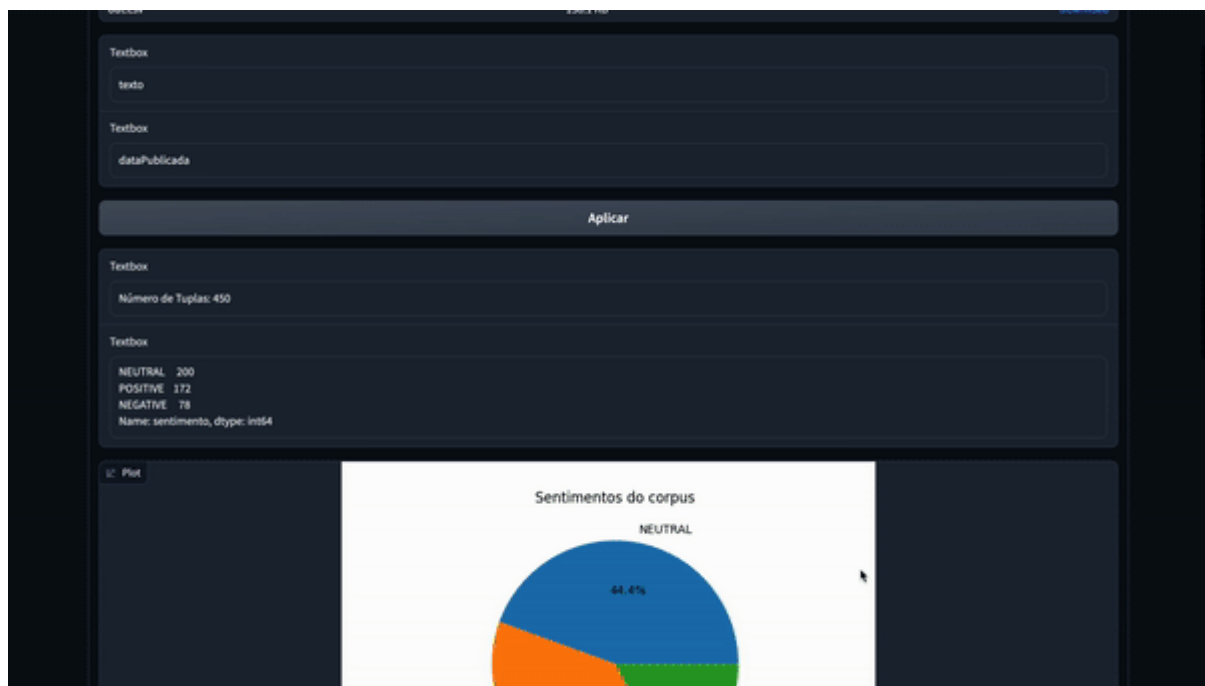 Textbox
texto
Textbox
dataPublicada
Aplicar
Textbox
Número de Tuplas: 450
Textbox
NEUTRAL 200
POSITIVE 172
NEGATIVE 78
Name: sentimento, dtype: int64
Plot
Sentimentos do corpus
NEUTRAL
44.4%